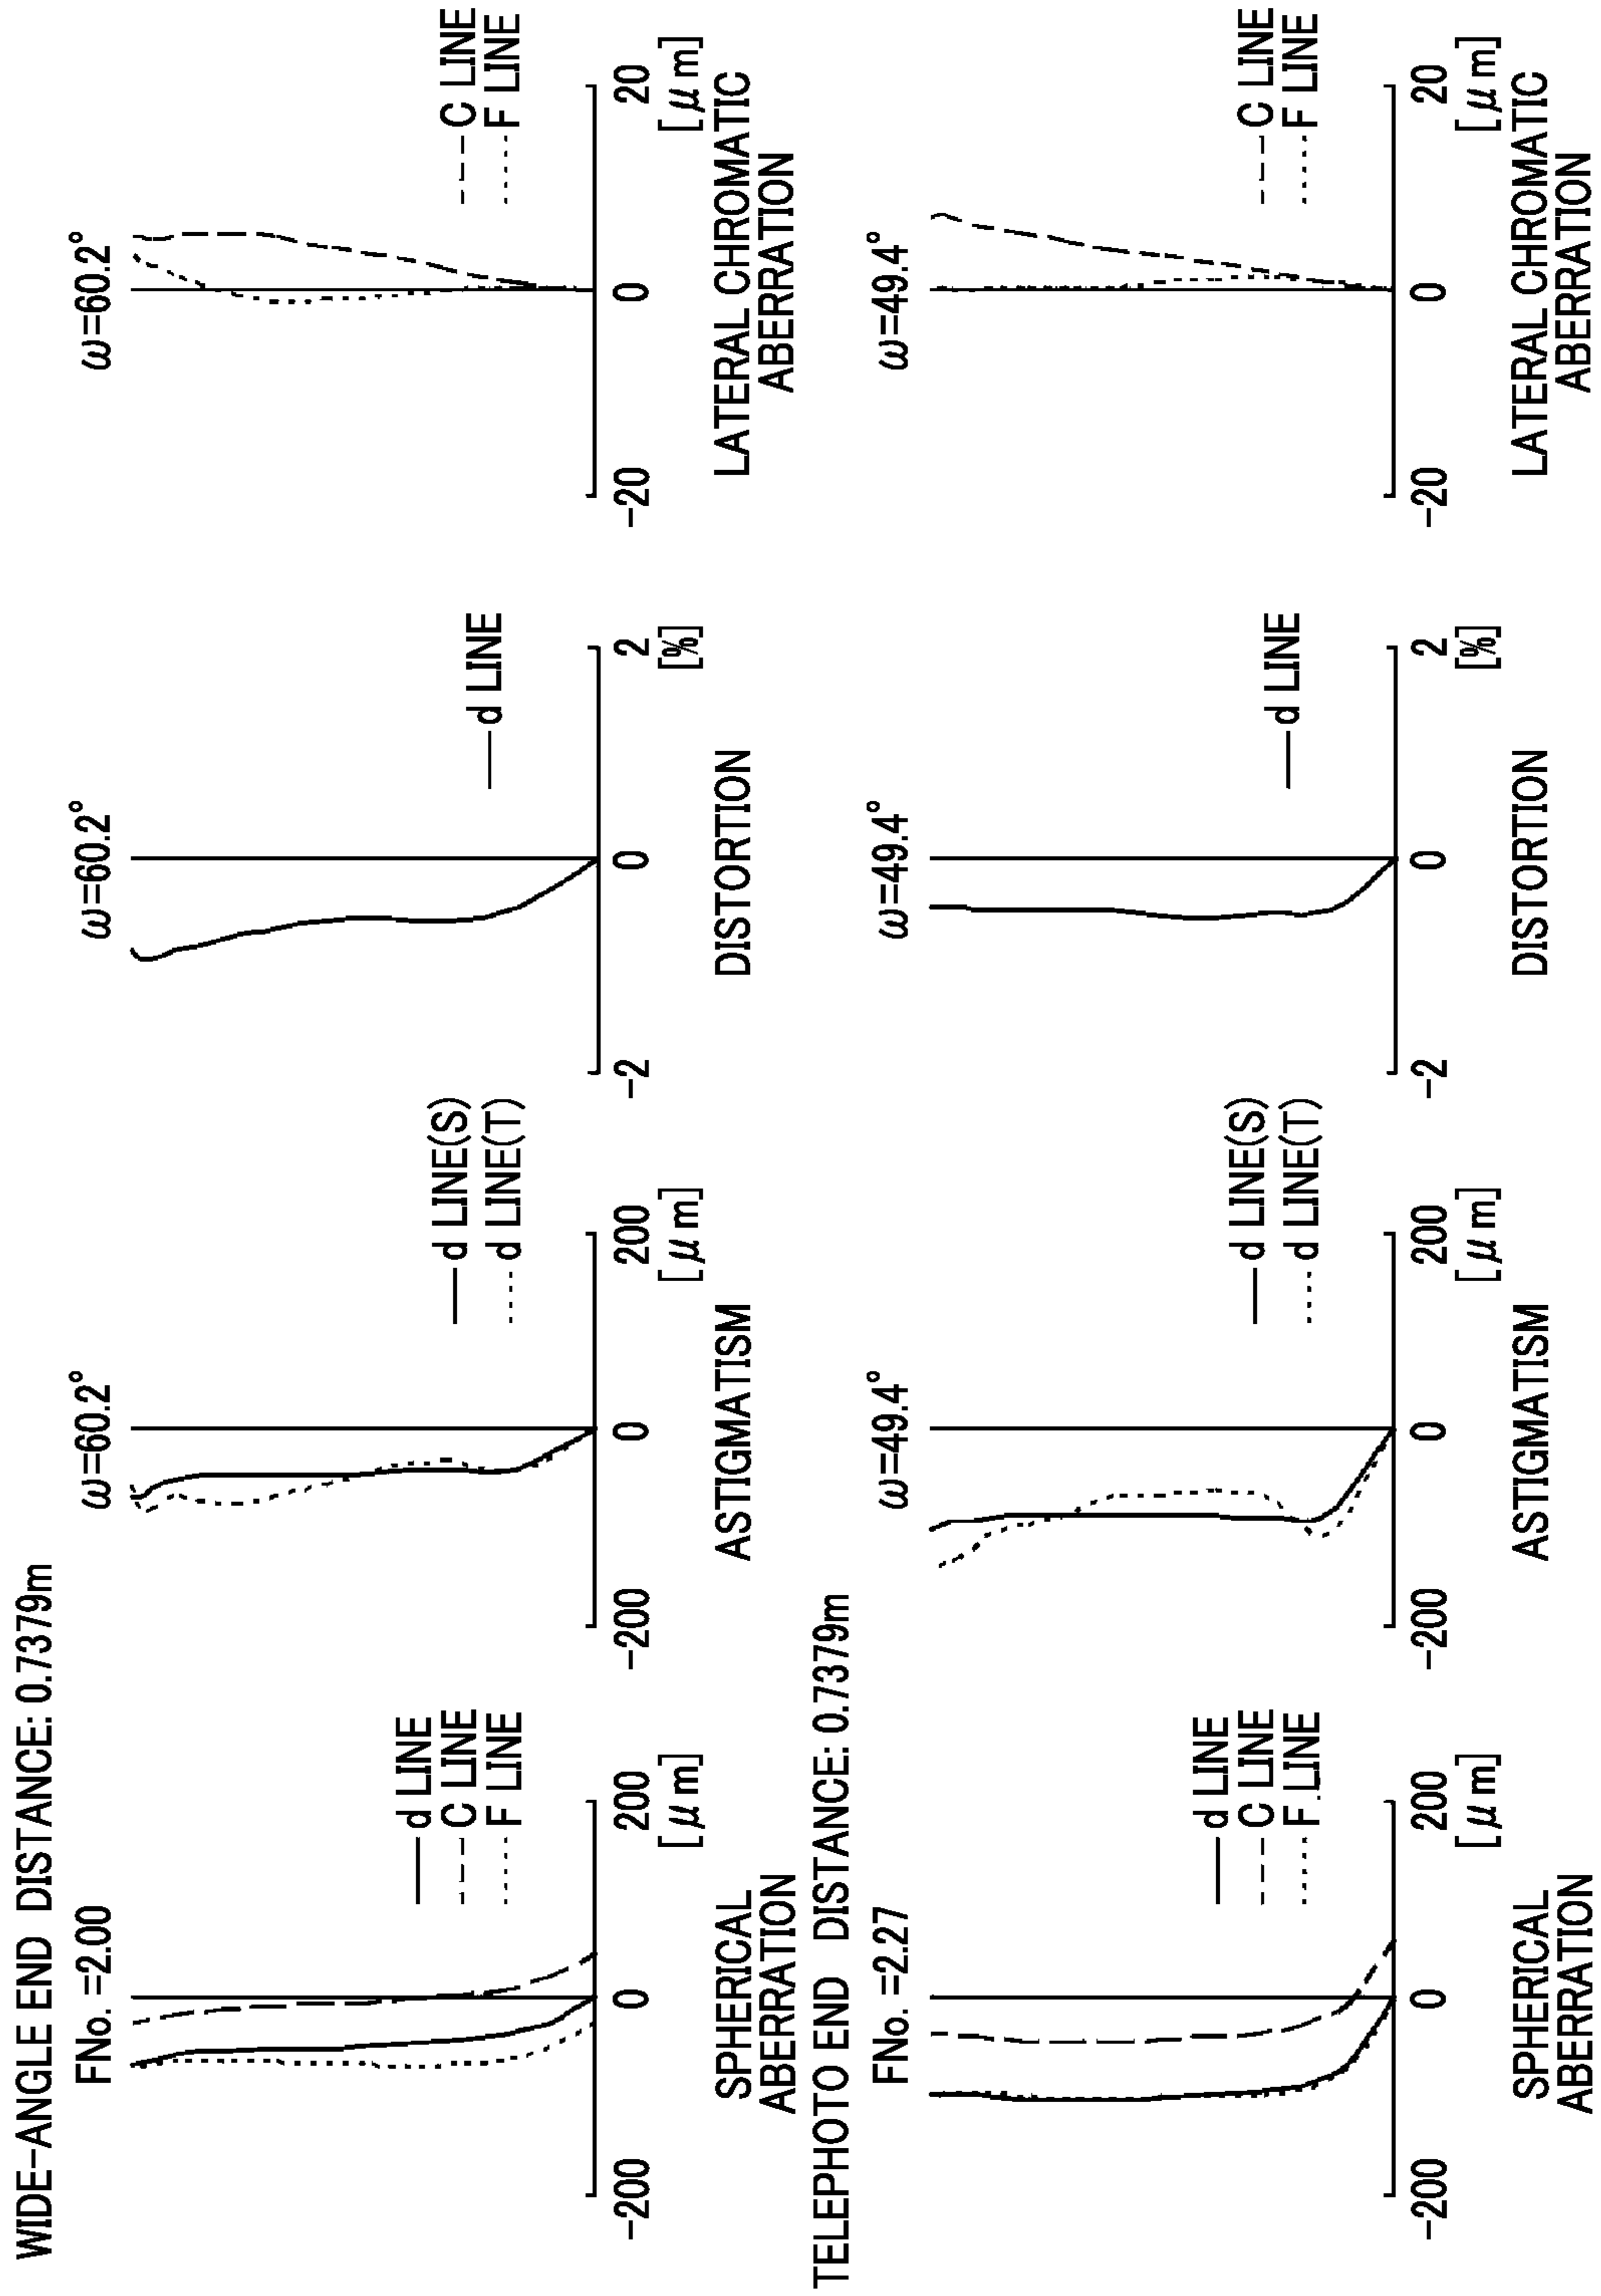 WIDE-ANGLE END DISTANCE: 0.7379m
FNo. =2.00
d LINE
C LINE
F LINE
-200
0
200
[μm]
SPHERICAL
ABERRATION
ω=60.2°
d LINE(S)
d LINE(T)
-200
0
200
[μm]
ASTIGMATISM
ω=60.2°
d LINE
-2
0
2
[%]
DISTORTION
ω=60.2°
C LINE
F LINE
-20
0
20
[μm]
LATERAL CHROMATIC
ABERRATION
TELEPHOTO END DISTANCE: 0.7379m
FNo. =2.27
d LINE
C LINE
F LINE
-200
0
200
[μm]
SPHERICAL
ABERRATION
ω=49.4°
d LINE(S)
d LINE(T)
-200
0
200
[μm]
ASTIGMATISM
ω=49.4°
d LINE
-2
0
2
[%]
DISTORTION
ω=49.4°
C LINE
F LINE
-20
0
20
[μm]
LATERAL CHROMATIC
ABERRATION